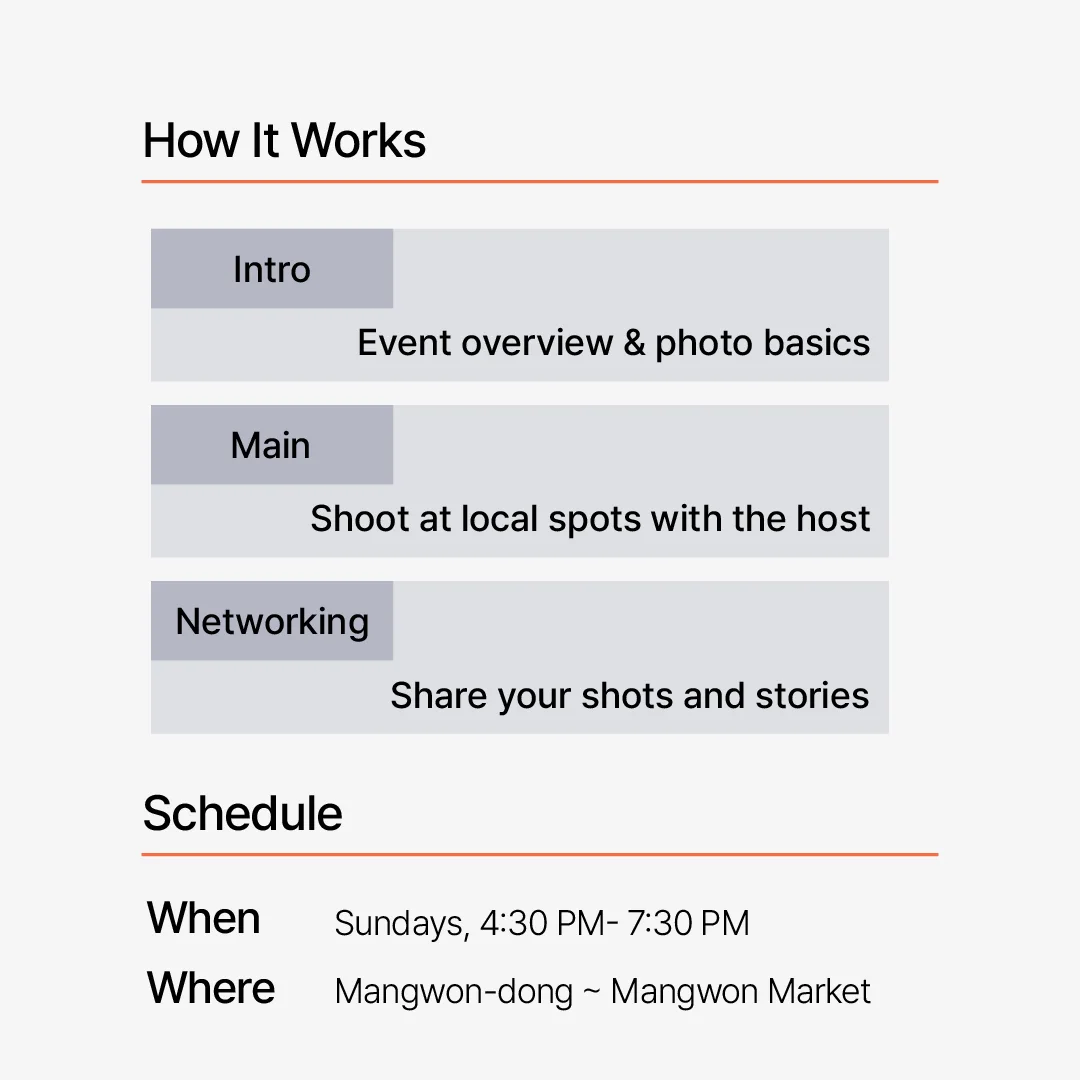 How It Works
Intro
Event overview & photo basics
Main
Shoot at local spots with the host
Networking
Share your shots and stories
Schedule
When Sundays, 4:30 PM- 7:30 PM
Where Mangwon-dong ~ Mangwon Market